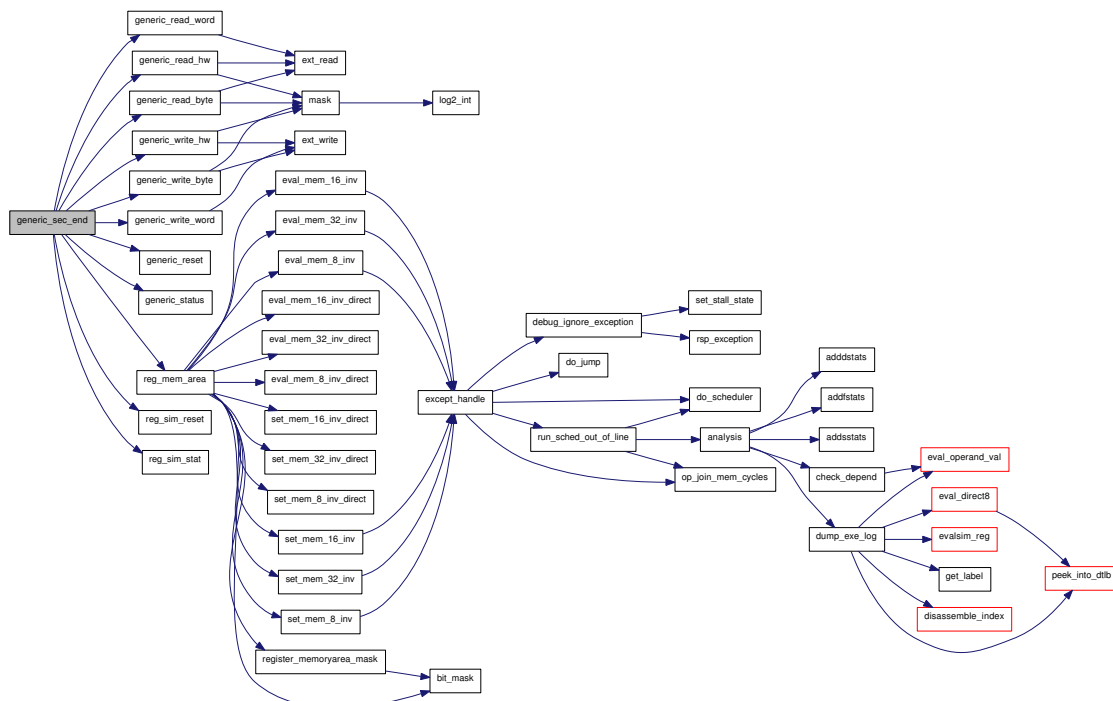 generic_read_word
generic_read_hw
ext_read
generic_read_byte
mask
log2_int
generic_write_hw
ext_write
generic_write_byte
eval_mem_16_inv
generic_sec_end
generic_write_word
eval_mem_32_inv
generic_reset
eval_mem_8_inv
generic_status
eval_mem_16_inv_direct
set_stall_state
debug_ignore_exception
eval_mem_32_inv_direct
rsp_exception
do_jump
adddstats
reg_mem_area
eval_mem_8_inv_direct
except_handle
do_scheduler
addfstats
reg_sim_reset
set_mem_16_inv_direct
run_sched_out_of_line
analysis
addsstats
reg_sim_stat
set_mem_32_inv_direct
eval_operand_val
op_join_mem_cycles
check_depend
set_mem_8_inv_direct
eval_direct8
set_mem_16_inv
dump_exe_log
evalsim_reg
set_mem_32_inv
get_label
peek_into_dtlb
set_mem_8_inv
disassemble_index
register_memoryarea_mask
bit_mask